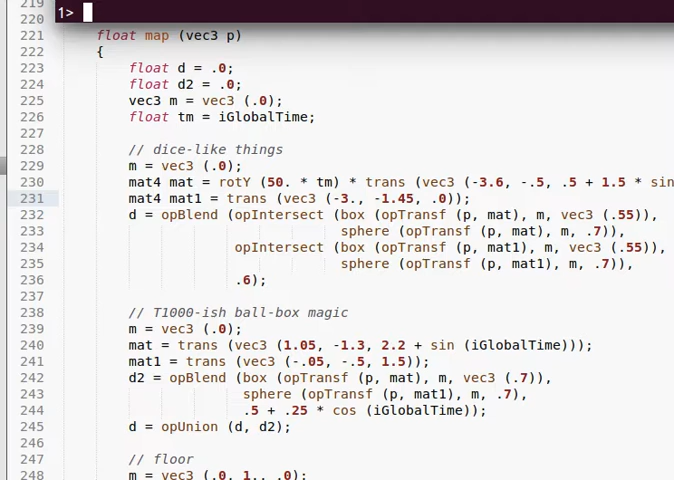 219
1>
220
221 float map (vec3 p)
222 {
223 float d = .0;
224 float d2 = .0;
225 vec3 m = vec3 (.0);
226 float tm = iGlobalTime;
227
228 // dice-like things
229 m = vec3 (.0);
230 mat4 mat = rotY (50. * tm) * trans (vec3 (-3.6, -.5, .5 + 1.5 * sin
231 mat4 mat1 = trans (vec3 (-3., -1.45, .0));
232 d = opBlend (opIntersect (box (opTransf (p, mat), m, vec3 (.55)),
233 sphere (opTransf (p, mat), m, .7)),
234 opIntersect (box (opTransf (p, mat1), m, vec3 (.55)),
235 sphere (opTransf (p, mat1), m, .7)),
236 .6);
237
238 // T1000-ish ball-box magic
239 m = vec3 (.0);
240 mat = trans (vec3 (1.05, -1.3, 2.2 + sin (iGlobalTime)));
241 mat1 = trans (vec3 (-.05, -.5, 1.5));
242 d2 = opBlend (box (opTransf (p, mat), m, vec3 (.7)),
243 sphere (opTransf (p, mat1), m, .7),
244 .5 + .25 * cos (iGlobalTime));
245 d = opUnion (d, d2);
246
247 // floor
248 m = vec3 (.0, 1., .0);